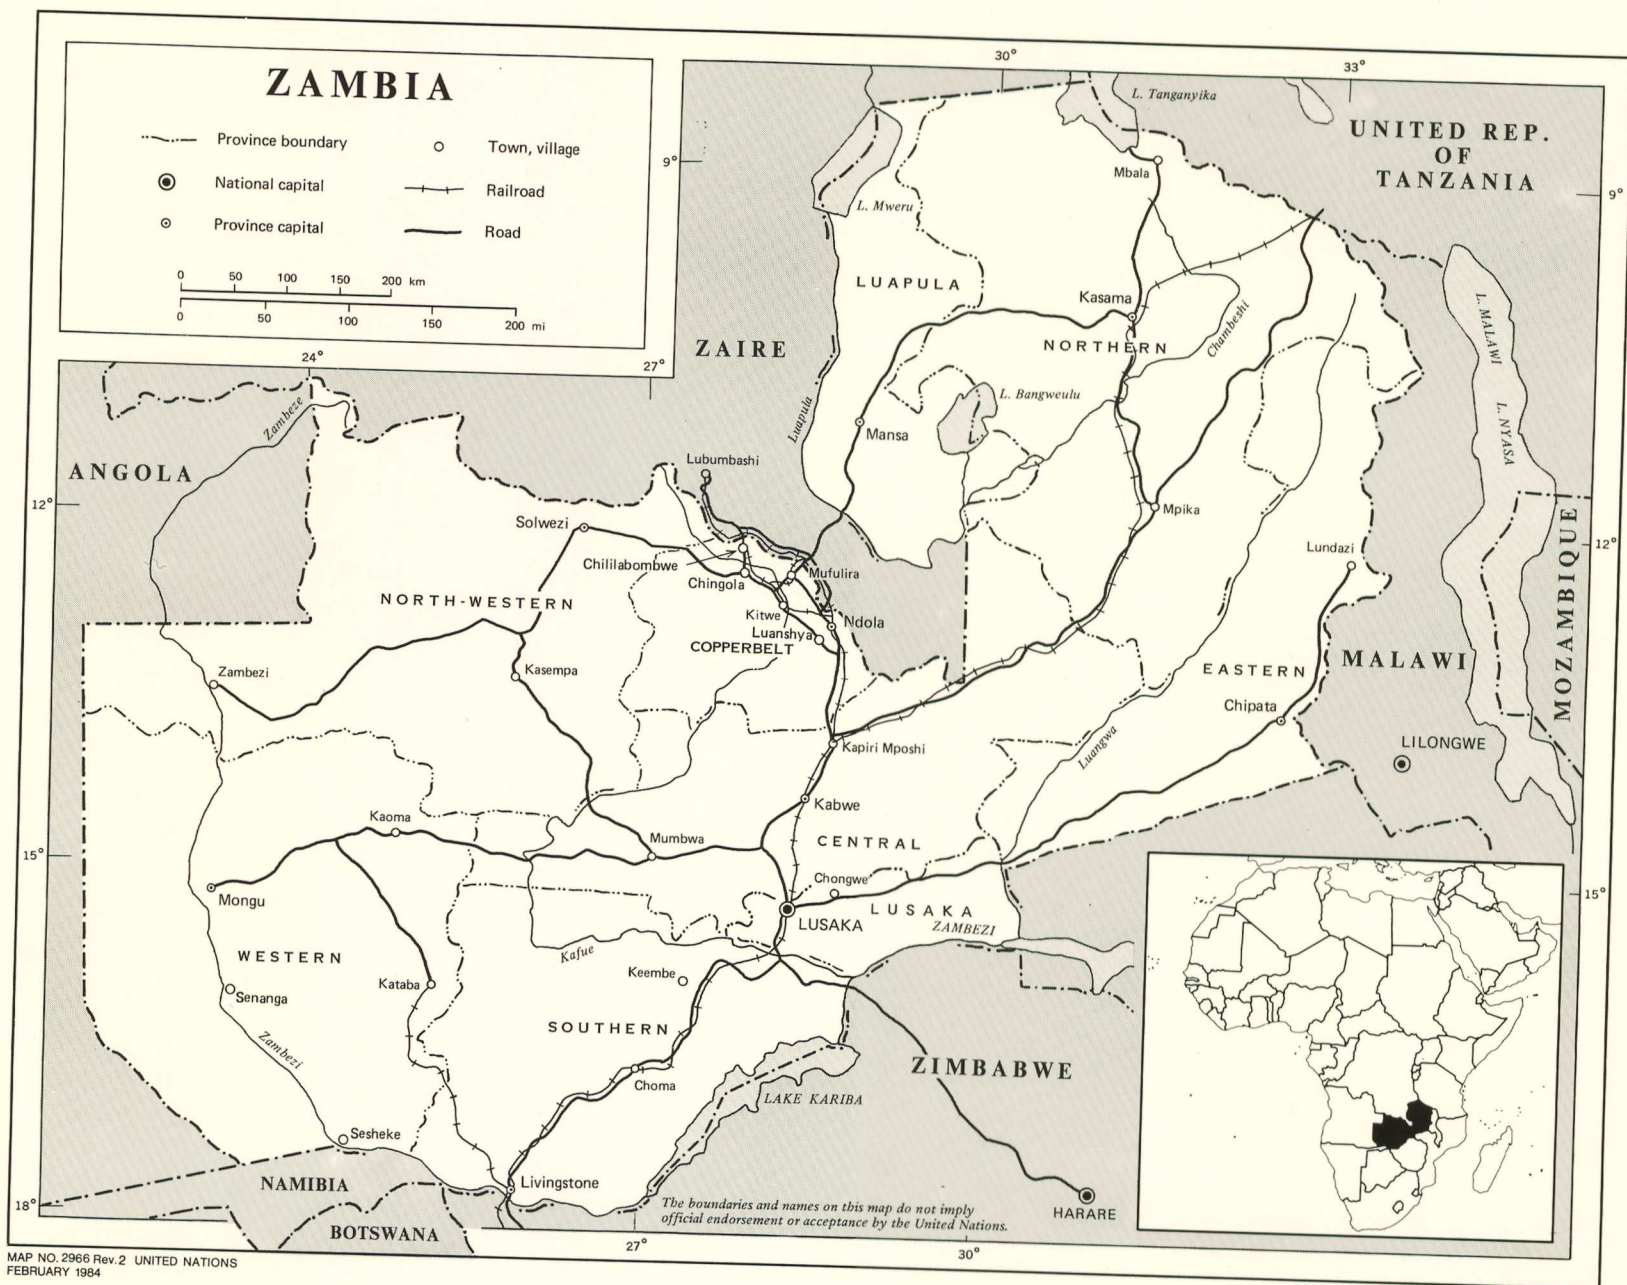 ZAMBIA
Province boundary
Town, village
National capital
Railroad
Province capital
Road
0 50 100 150 200 km
0 50 100 150 200 mi
30°
33°
9°
9°
L. Tanganyika
UNITED REP.
OF
TANZANIA
Mbala
L. Mweru
LUAPULA
Kasama
NORTHERN
Chambeshi
L. MALAWI
L. NYASA
ZAIRE
24°
27°
L. Bangweulu
Luapula
Mansa
Zambeze
ANGOLA
Lubumbashi
12°
Solwezi
Mpika
Lundazi
12°
Chililabombwe
Chingola
Mufulira
Kitwe
Ndola
Luanshya
COPPERBELT
NORTH-WESTERN
MOZAMBIQUE
Zambezi
Kasempa
EASTERN
MALAWI
Chipata
LILONGWE
Luangwa
Kapiri Mposhi
Kabwe
Kaoma
Mumbwa
CENTRAL
15°
Chongwe
15°
Mongu
LUSAKA
LUSAKA
ZAMBEZI
Kafue
WESTERN
Keembe
Kataba
Senanga
SOUTHERN
Zambezi
ZIMBABWE
Choma
LAKE KARIBA
Sesheke
NAMIBIA
Livingstone
18°
The boundaries and names on this map do not imply
official endorsement or acceptance by the United Nations.
HARARE
BOTSWANA
27°
30°
MAP NO. 2966 Rev. 2 UNITED NATIONS
FEBRUARY 1984